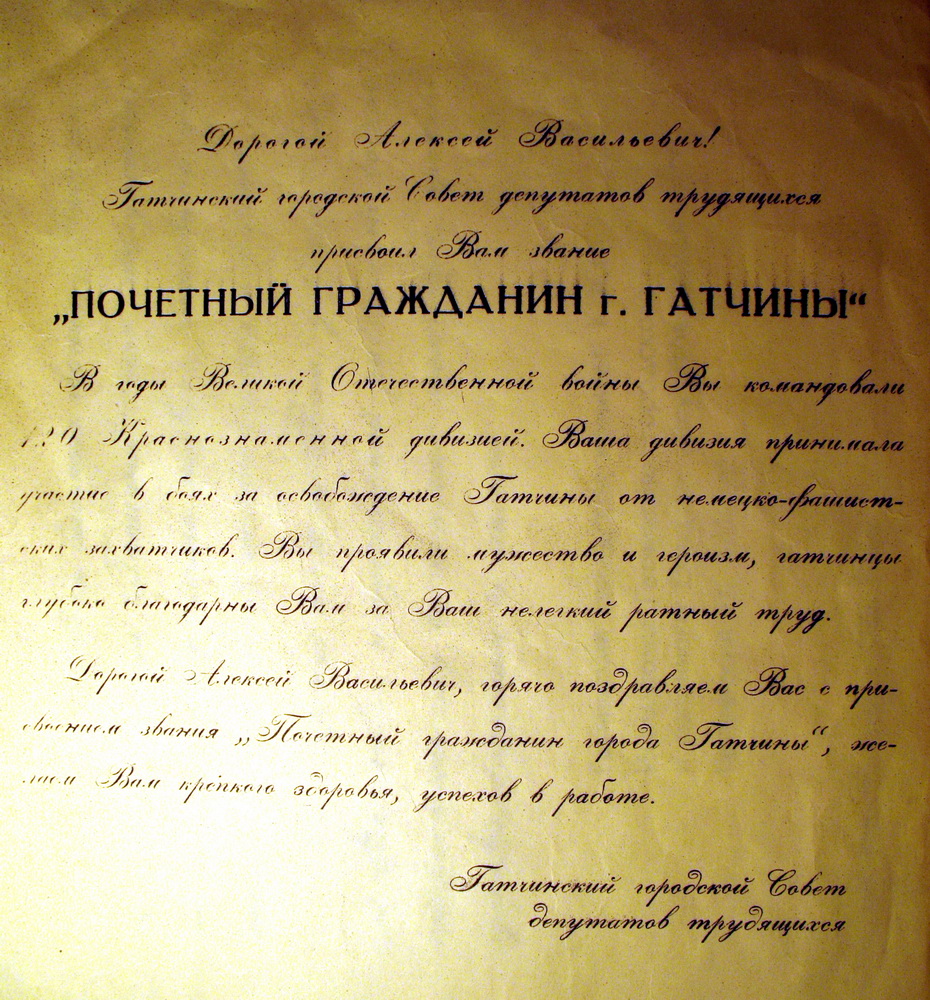 Дорогой Алексей Васильевич!
Гатчинский городской Совет депутатов трудящихся
присвоил Вам звание
„ПОЧЕТНЫЙ ГРАЖДАНИН г. ГАТЧИНЫ“
В годы Великой Отечественной войны Вы командовали
120 Краснознаменной дивизией. Ваша дивизия принимала
участие в боях за освобождение Гатчины от немецко-фашист-
ских захватчиков. Вы проявили мужество и героизм, гатчинцы
глубоко благодарны Вам за Ваш нелегкий ратный труд.
Дорогой Алексей Васильевич, горячо поздравляем Вас с при-
своением звания „Почетный гражданин города Гатчины“, же-
лаем Вам крепкого здоровья, успехов в работе.
Гатчинский городской Совет
депутатов трудящихся